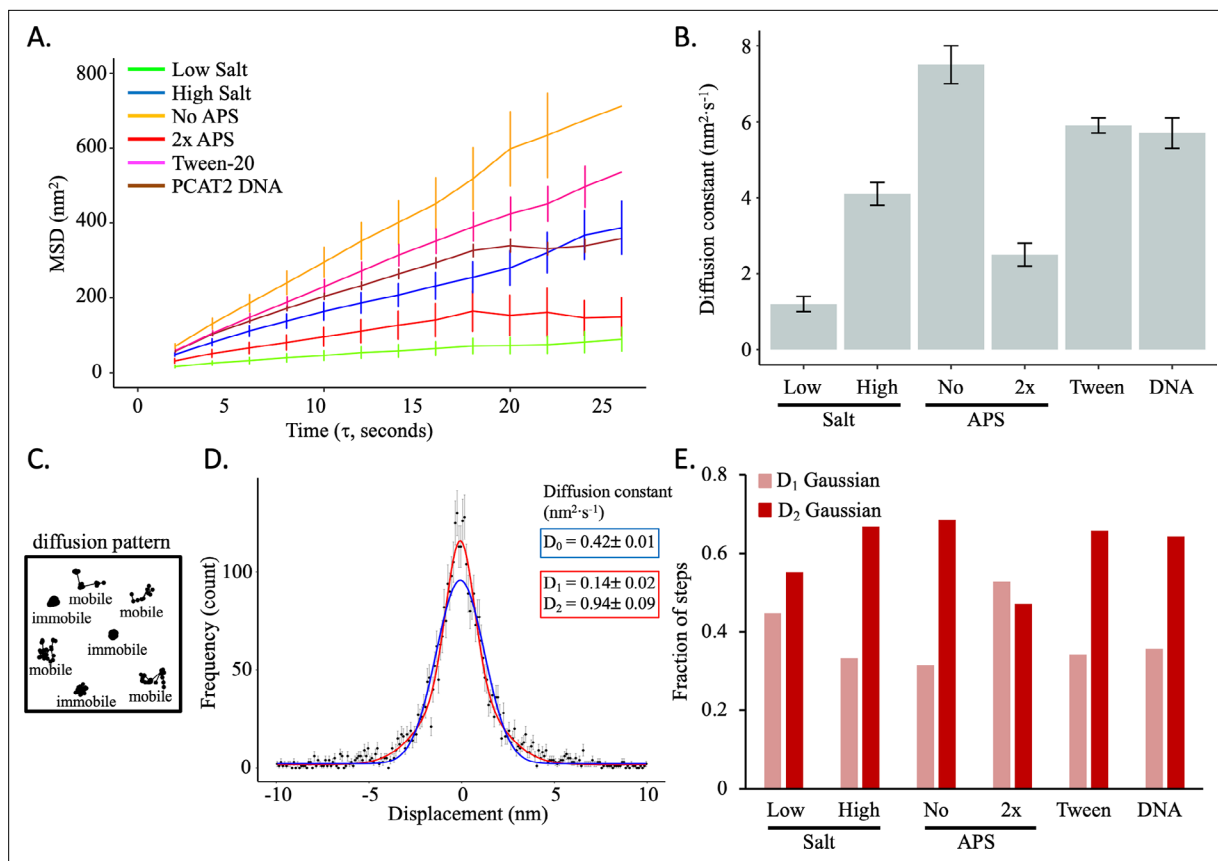 A.
800
600
400
200
0
MSD (nm²)
Low Salt
High Salt
No APS
2x APS
Tween-20
PCAT2 DNA
0 5 10 15 20 25
Time (τ, seconds)
B.
8
6
4
2
0
Diffusion constant (nm²·s⁻¹)
Low High No 2x Tween DNA
Salt APS
C.
diffusion pattern
mobile
immobile
mobile
immobile
mobile
immobile
mobile
D.
100
50
0
Frequency (count)
Diffusion constant
(nm²·s⁻¹)
D₀ = 0.42± 0.01
D₁ = 0.14± 0.02
D₂ = 0.94± 0.09
-10 -5 0 5 10
Displacement (nm)
E.
0.8
0.6
0.4
0.2
0
Fraction of steps
D₁ Gaussian
D₂ Gaussian
Low High No 2x Tween DNA
Salt APS